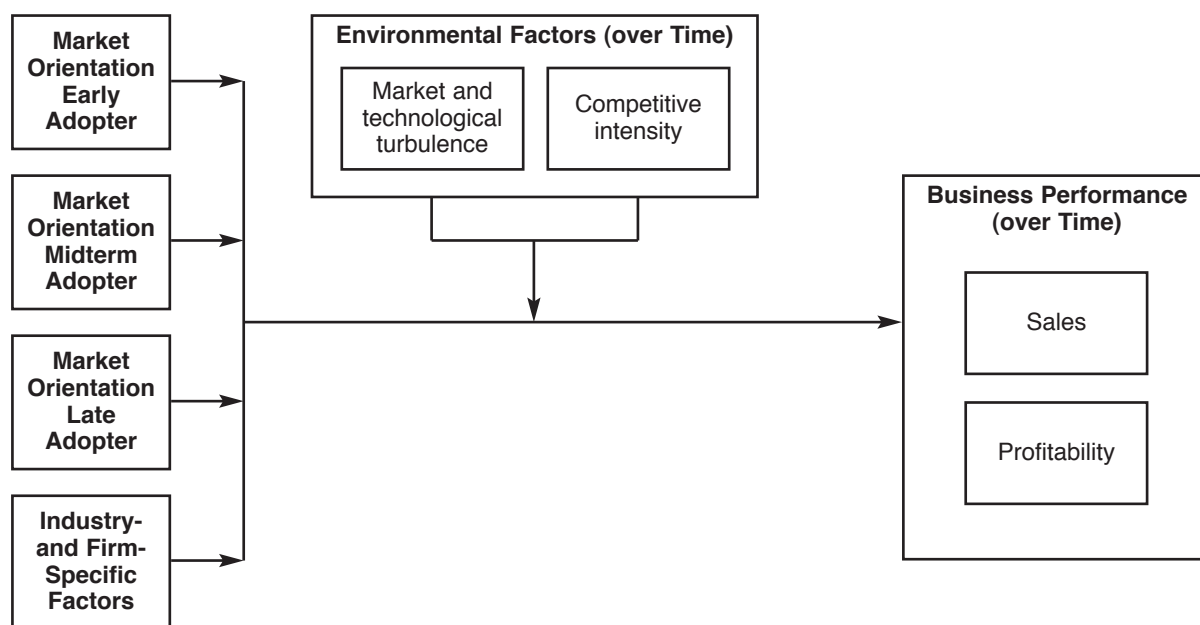 Market
Orientation
Early
Adopter
Environmental Factors (over Time)
Market and
technological
turbulence
Competitive
intensity
Market
Orientation
Midterm
Adopter
Business Performance
(over Time)
Sales
Market
Orientation
Late
Adopter
Profitability
Industry-
and Firm-
Specific
Factors